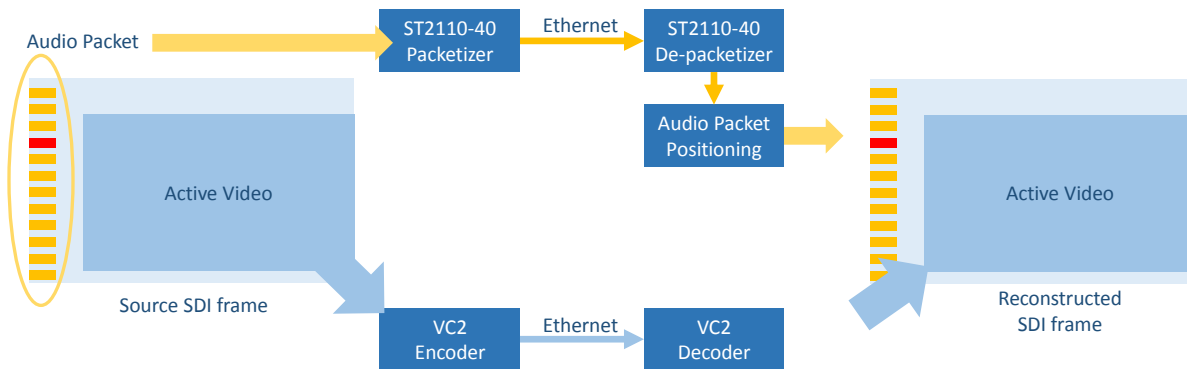 Audio Packet
ST2110-40
Packetizer
Ethernet
ST2110-40
De-packetizer
Audio Packet
Positioning
Active Video
Active Video
Source SDI frame
VC2
Encoder
Ethernet
VC2
Decoder
Reconstructed
SDI frame